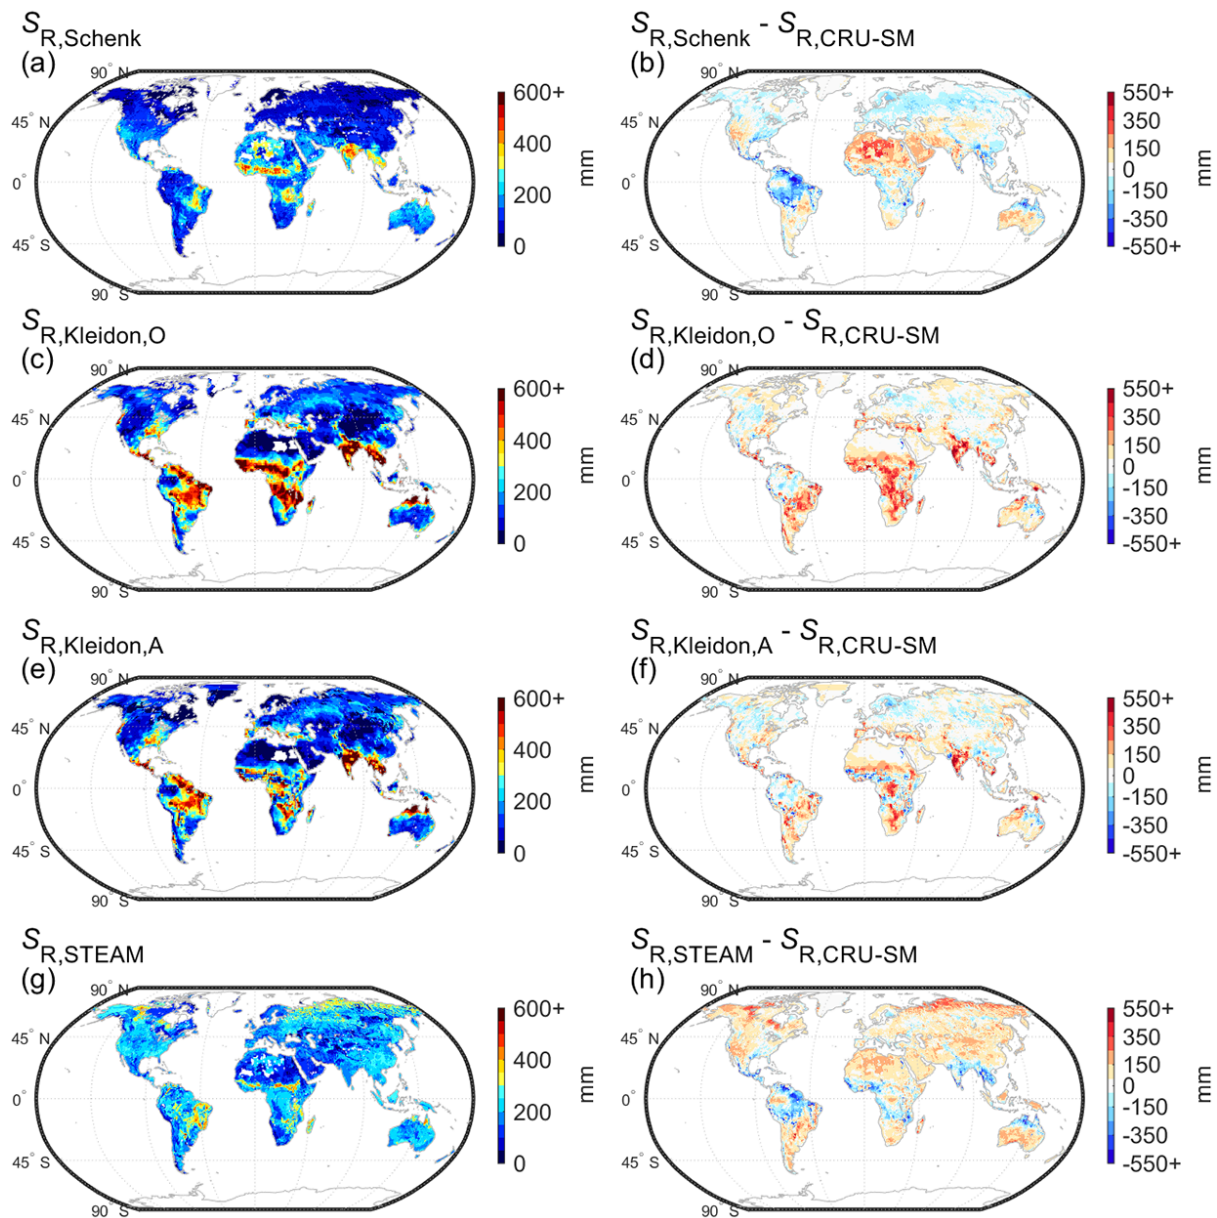 SR,Schenk
(a)
90° N
45° N
0°
45° S
90° S
600+
400
200
0
mm
SR,Schenk - SR,CRU-SM
(b)
90° N
45° N
0°
45° S
90° S
550+
350
150
0
-150
-350
-550+
mm
SR,Kleidon,O
(c)
90° N
45° N
0°
45° S
90° S
600+
400
200
0
mm
SR,Kleidon,O - SR,CRU-SM
(d)
90° N
45° N
0°
45° S
90° S
550+
350
150
0
-150
-350
-550+
mm
SR,Kleidon,A
(e)
90° N
45° N
0°
45° S
90° S
600+
400
200
0
mm
SR,Kleidon,A - SR,CRU-SM
(f)
90° N
45° N
0°
45° S
90° S
550+
350
150
0
-150
-350
-550+
mm
SR,STEAM
(g)
90° N
45° N
0°
45° S
90° S
600+
400
200
0
mm
SR,STEAM - SR,CRU-SM
(h)
90° N
45° N
0°
45° S
90° S
550+
350
150
0
-150
-350
-550+
mm